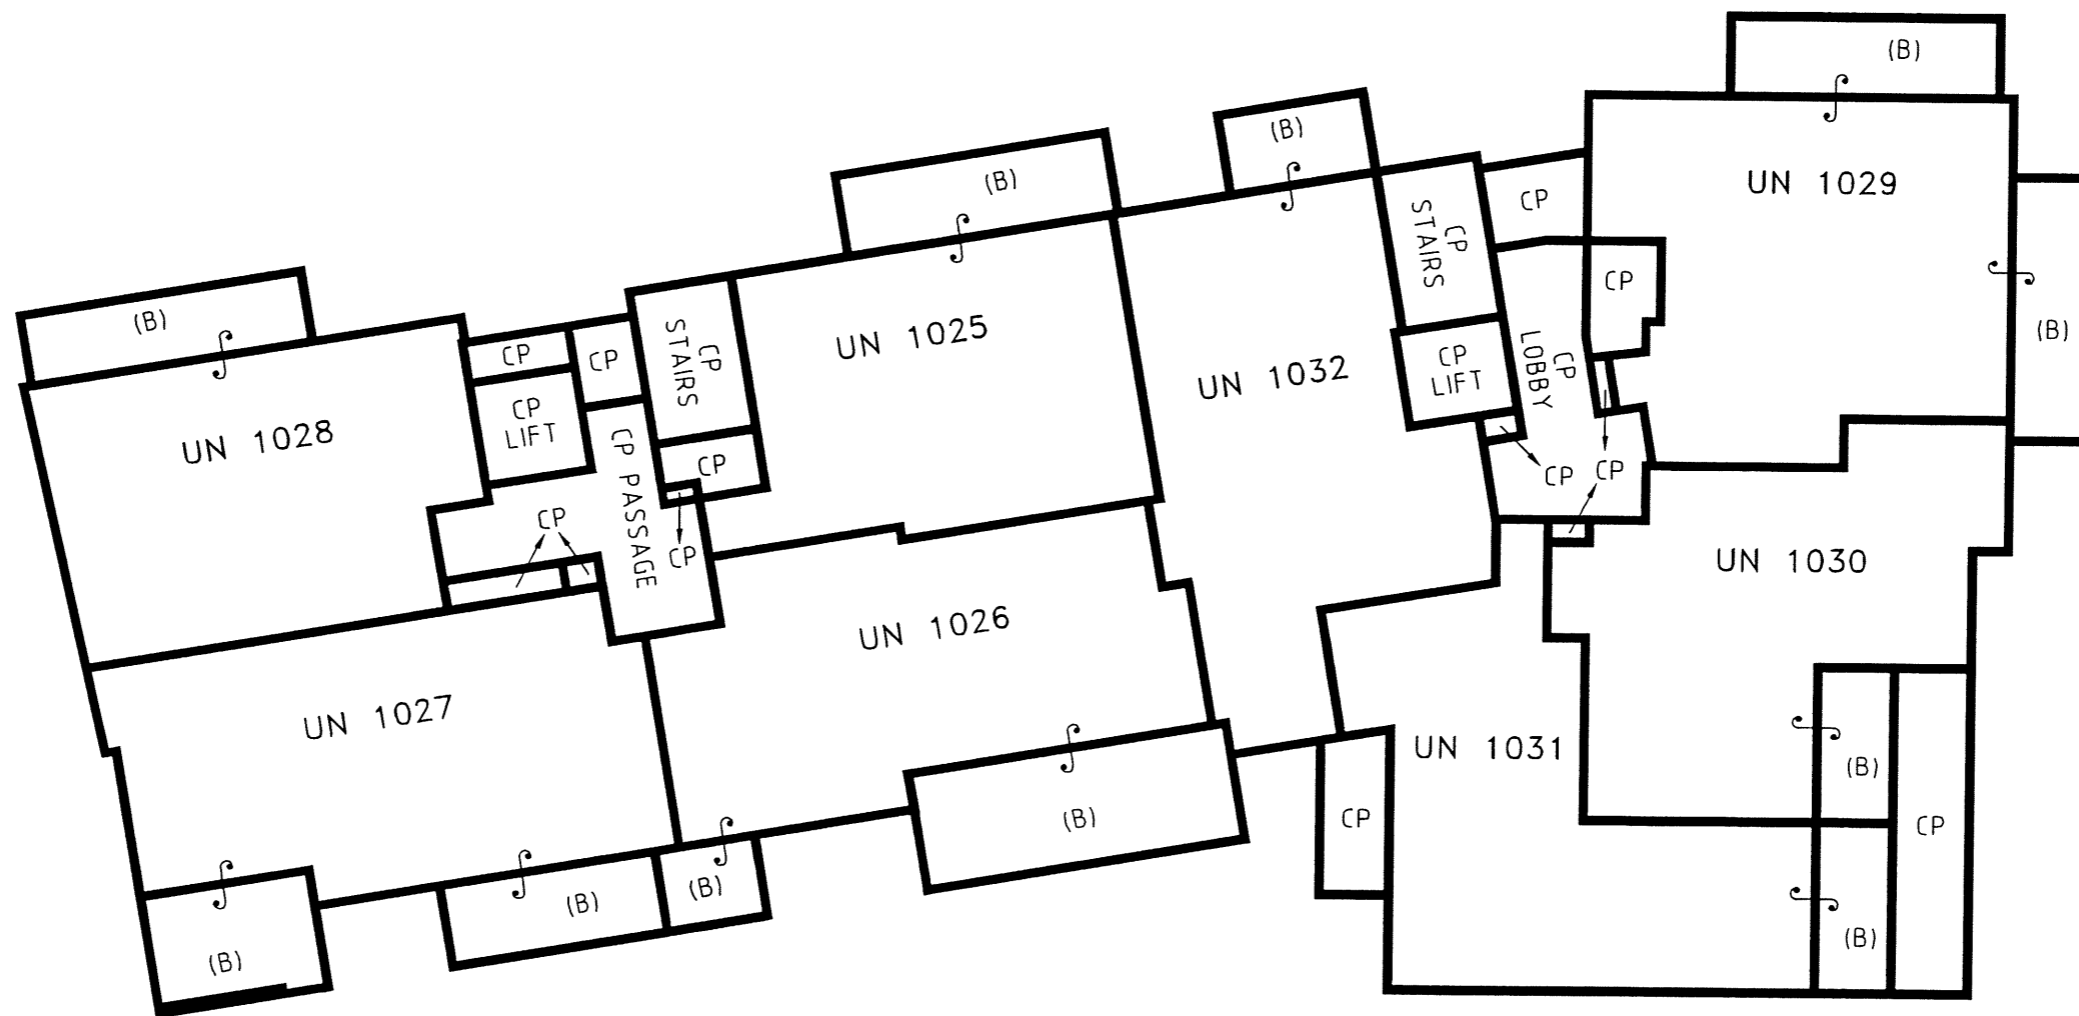 (B)
UN 1029
(B)
(B)
CP
CP
STAIRS
(B)
CP
(B)
(B)
UN 1025
CP
CP
CP
STAIRS
UN 1032
CP
LIFT
CP
LOBBY
CP
LIFT
UN 1028
CP PASSAGE
CP
CP
CP
CP
CP
UN 1030
UN 1026
UN 1027
UN 1031
(B)
CP
(B)
CP
(B)
(B)
(B)
(B)
(B)